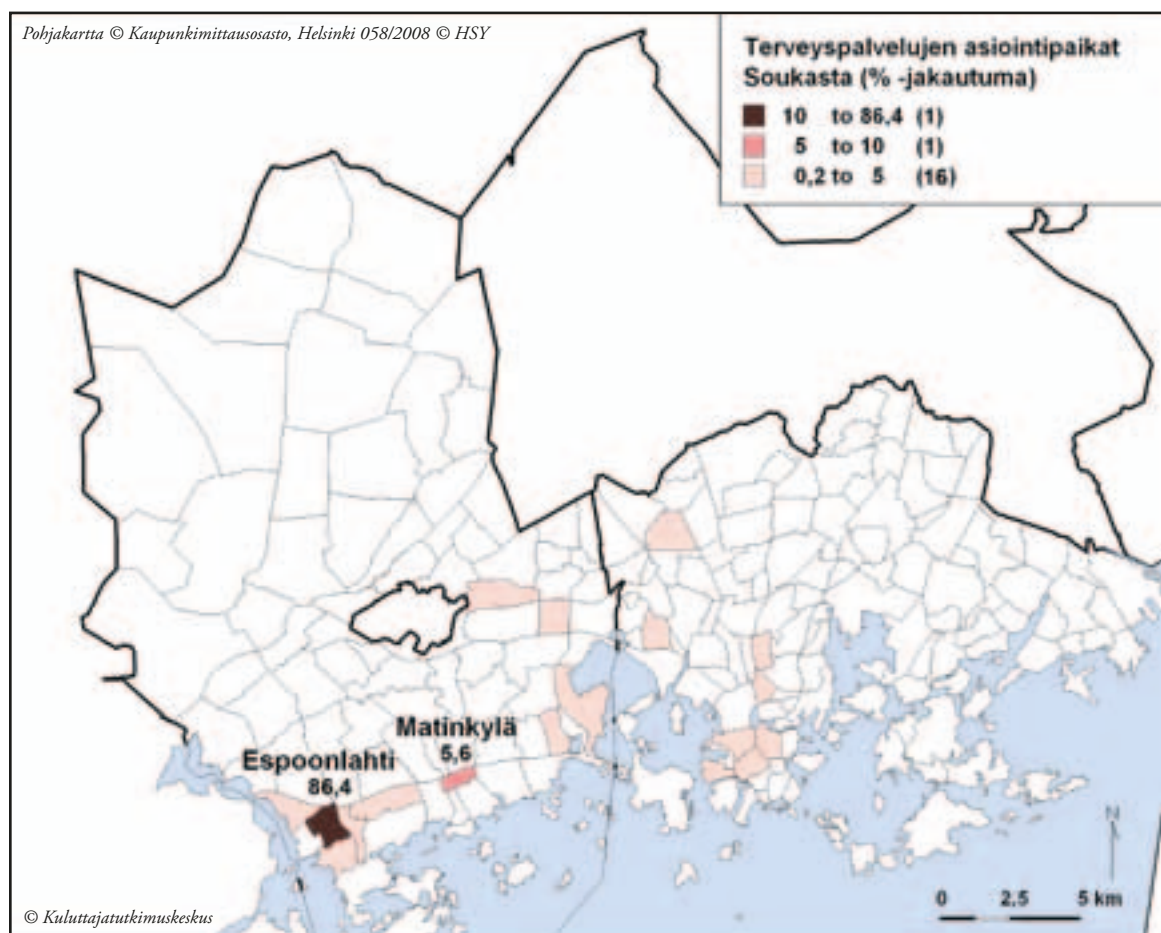 Pohjakartta © Kaupunkimittausosasto, Helsinki 058/2008 © HSY
Terveyspalvelujen asiointipaikat
Soukasta (% -jakautuma)
10 to 86,4 (1)
5 to 10 (1)
0,2 to 5 (16)
Matinkylä
5,6
Espoonlahti
86,4
N
0 2,5 5 km
© Kuluttajatutkimuskeskus